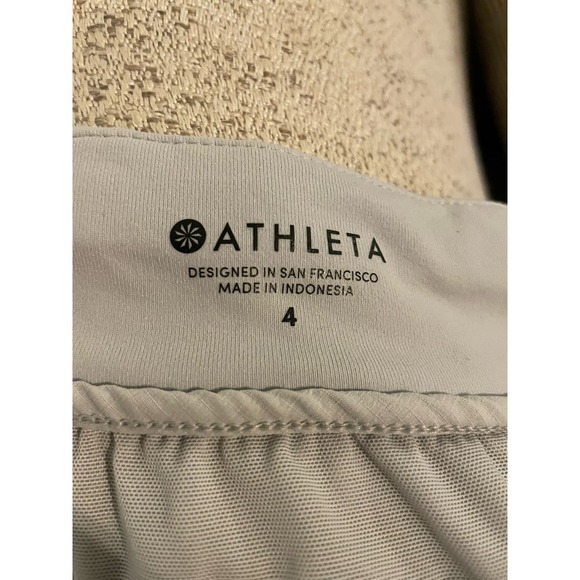 ATHLETA
DESIGNED IN SAN FRANCISCO
MADE IN INDONESIA
4